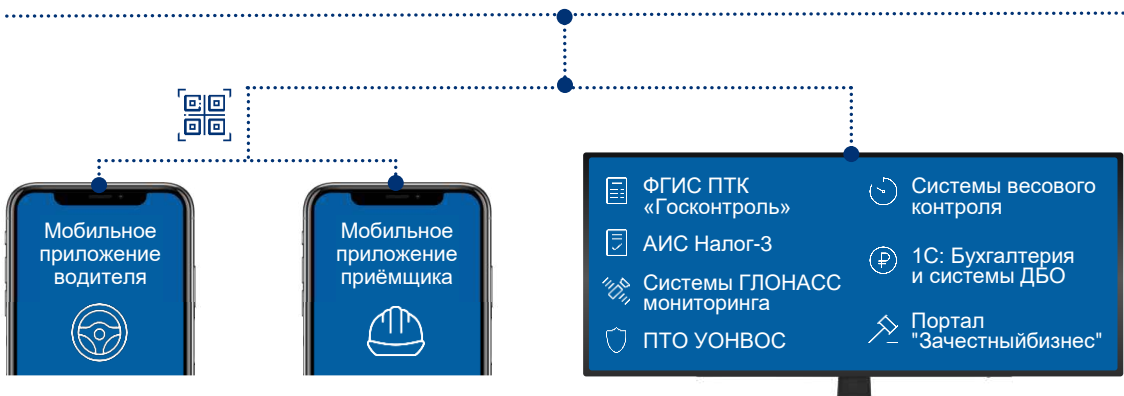 Мобильное
приложение
водителя
Мобильное
приложение
приёмщика
ФГИС ПТК
«Госконтроль»
АИС Налог-3
Системы ГЛОНАСС
мониторинга
ПТО УОНВОС
Системы весового
контроля
1С: Бухгалтерия
и системы ДБО
Портал
"Зачестныйбизнес"